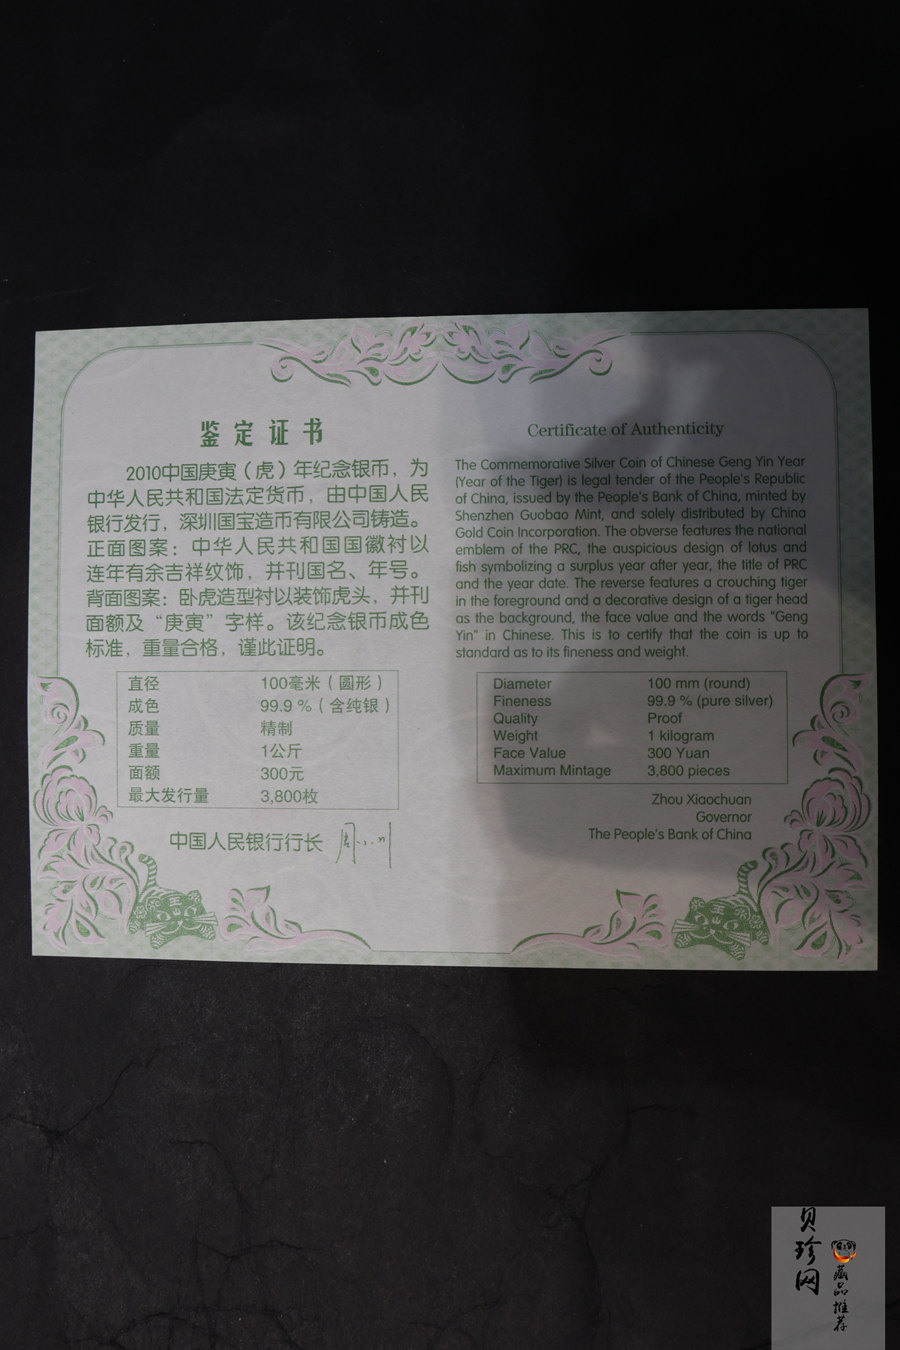 鉴定证书
2010中国庚寅（虎）年纪念银币，为
中华人民共和国法定货币，由中国人民
银行发行，深圳国宝造币有限公司铸造。
正面图案：中华人民共和国国徽衬以
连年有余吉祥纹饰，并刊国名、年号。
背面图案：卧虎造型衬以装饰虎头，并刊
面额及“庚寅”字样。该纪念银币成色
标准，重量合格，谨此证明。
直径 100毫米（圆形）
成色 99.9％（含纯银）
质量 精制
重量 1公斤
面额 300元
最大发行量 3,800枚
中国人民银行行长
Certificate of Authenticity
The Commemorative Silver Coin of Chinese Geng Yin Year
(Year of the Tiger) is legal tender of the People's Republic
of China, issued by the People's Bank of China, minted by
Shenzhen Guobao Mint, and solely distributed by China
Gold Coin Incorporation. The obverse features the national
emblem of the PRC, the auspicious design of lotus and
fish symbolizing a surplus year after year, the title of PRC
and the year date. The reverse features a crouching tiger
in the foreground and a decorative design of a tiger head
as the background, the face value and the words "Geng
Yin" in Chinese. This is to certify that the coin is up to
standard as to its fineness and weight.
Diameter 100 mm (round)
Fineness 99.9 % (pure silver)
Quality Proof
Weight 1 kilogram
Face Value 300 Yuan
Maximum Mintage 3,800 pieces
Zhou Xiaochuan
Governor
The People's Bank of China
贝珍网
藏品推荐